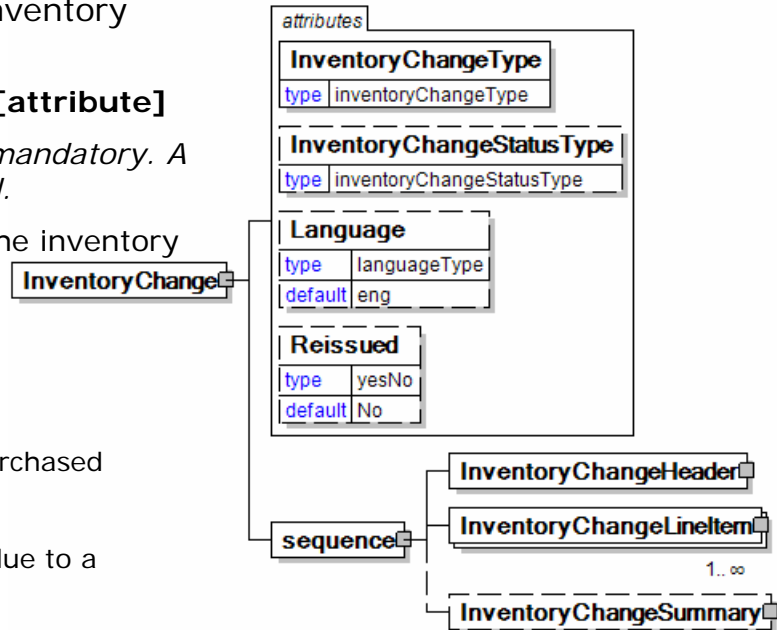 nventory
[attribute]
mandatory. A
he inventory
rchased
lue to a
attributes
InventoryChangeType
type inventoryChangeType
InventoryChangeStatusType
type inventoryChangeStatusType
Language
type languageType
default eng
Reissued
type yesNo
default No
InventoryChange
sequence
InventoryChangeHeader
InventoryChangeLineItem
1..∞
InventoryChangeSummary